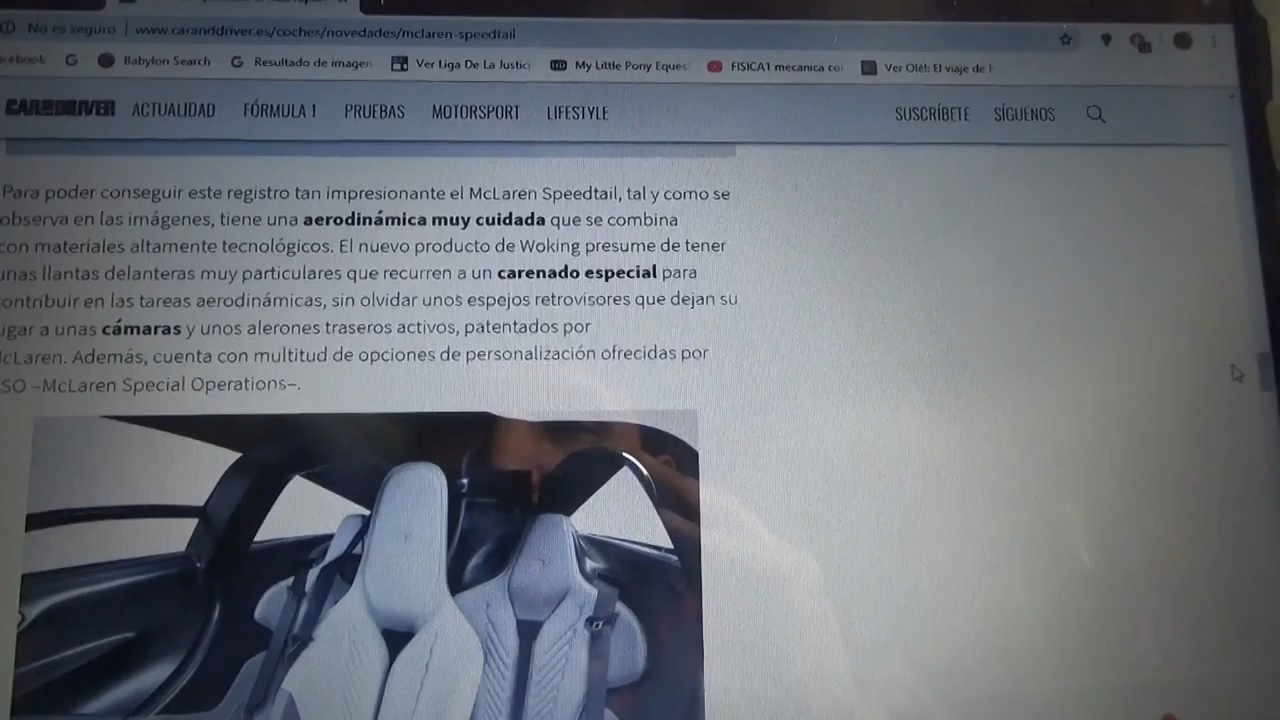 No es seguro | www.caranddriver.es/coches/novedades/mclaren-speedtail
cebook Babylon Search Resultado de imagen Ver Liga De La Justic My Little Pony Eques FISICA1 mecanica co Ver Olé!: El viaje de F
CAR AND DRIVER ACTUALIDAD FÓRMULA 1 PRUEBAS MOTORSPORT LIFESTYLE SUSCRÍBETE SÍGUENOS
Para poder conseguir este registro tan impresionante el McLaren Speedtail, tal y como se
observa en las imágenes, tiene una aerodinámica muy cuidada que se combina
con materiales altamente tecnológicos. El nuevo producto de Woking presume de tener
unas llantas delanteras muy particulares que recurren a un carenado especial para
ontribuir en las tareas aerodinámicas, sin olvidar unos espejos retrovisores que dejan su
ugar a unas cámaras y unos alerones traseros activos, patentados por
cLaren. Además, cuenta con multitud de opciones de personalización ofrecidas por
SO –McLaren Special Operations–.